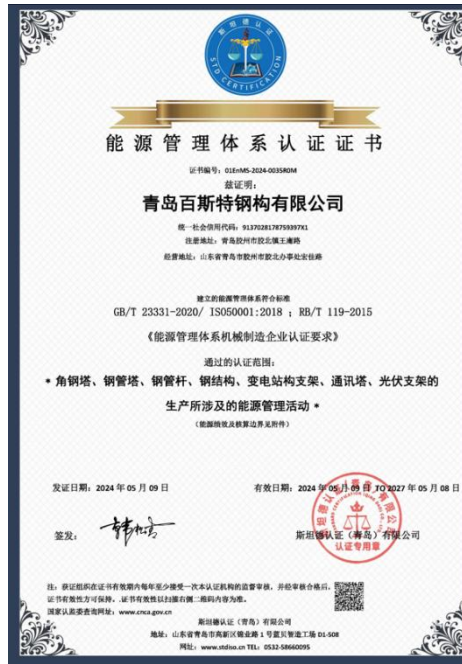 斯坦德认证
STD CERTIFICATION
能源管理体系认证证书
证书编号：01EnMS-2024-0035R0M
兹证明：
青岛百斯特钢构有限公司
统一社会信用代码：9137028178759397X1
注册地址：青岛胶州市胶北镇王疃路
经营地址：山东省青岛市胶州市胶北办事处宏佳路
建立的能源管理体系符合标准
GB/T 23331-2020/ ISO50001:2018 ；RB/T 119-2015
《能源管理体系机械制造企业认证要求》
通过的认证范围：
* 角钢塔、钢管塔、钢管杆、钢结构、变电站构支架、通讯塔、光伏支架的
生产所涉及的能源管理活动 *
（能源绩效及核算边界见附件）
发证日期：2024 年 05 月 09 日
有效日期：2024 年 05 月 09 日 TO 2027 年 05 月 08 日
签发：
斯坦德认证（青岛）有限公司
认证专用章
注：获证组织在证书有效期内每年至少接受一次本认证机构的监督审核，并经审核合格后，
证书有效性方可保持。.证书有效性以扫描右侧二维码内容为准。
国家认监委查询网址：www.cnca.gov.cn
斯坦德认证（青岛）有限公司
地址：山东省青岛市高新区锦业路 1 号蓝贝智造工场 D1-508
网址：www.stdiso.cn TEL：0532-58660095